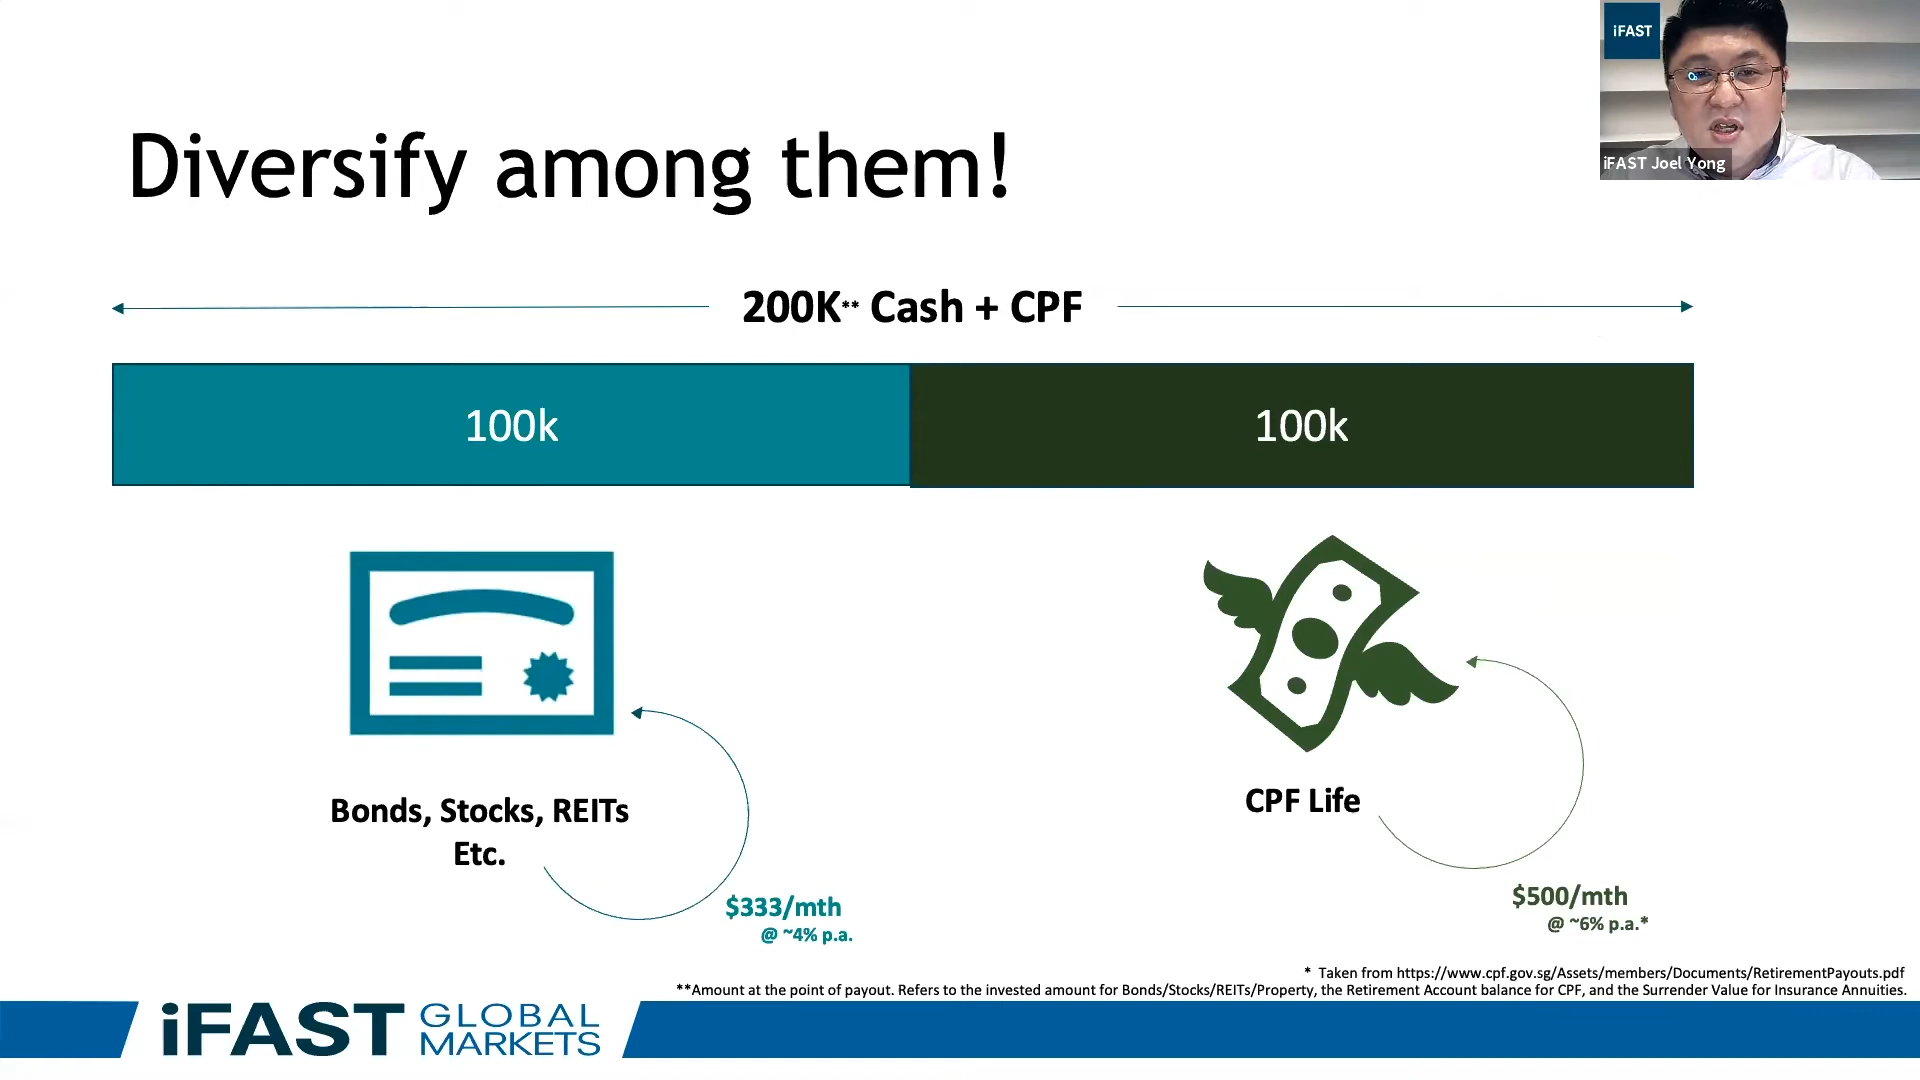 iFAST
iFAST Joel Yong
Diversify among them!
200K** Cash + CPF
100k
100k
Bonds, Stocks, REITs
Etc.
CPF Life
$333/mth
@ ~4% p.a.
$500/mth
@ ~6% p.a.*
* Taken from https://www.cpf.gov.sg/Assets/members/Documents/RetirementPayouts.pdf
**Amount at the point of payout. Refers to the invested amount for Bonds/Stocks/REITs/Property, the Retirement Account balance for CPF, and the Surrender Value for Insurance Annuities.
iFAST GLOBAL
MARKETS